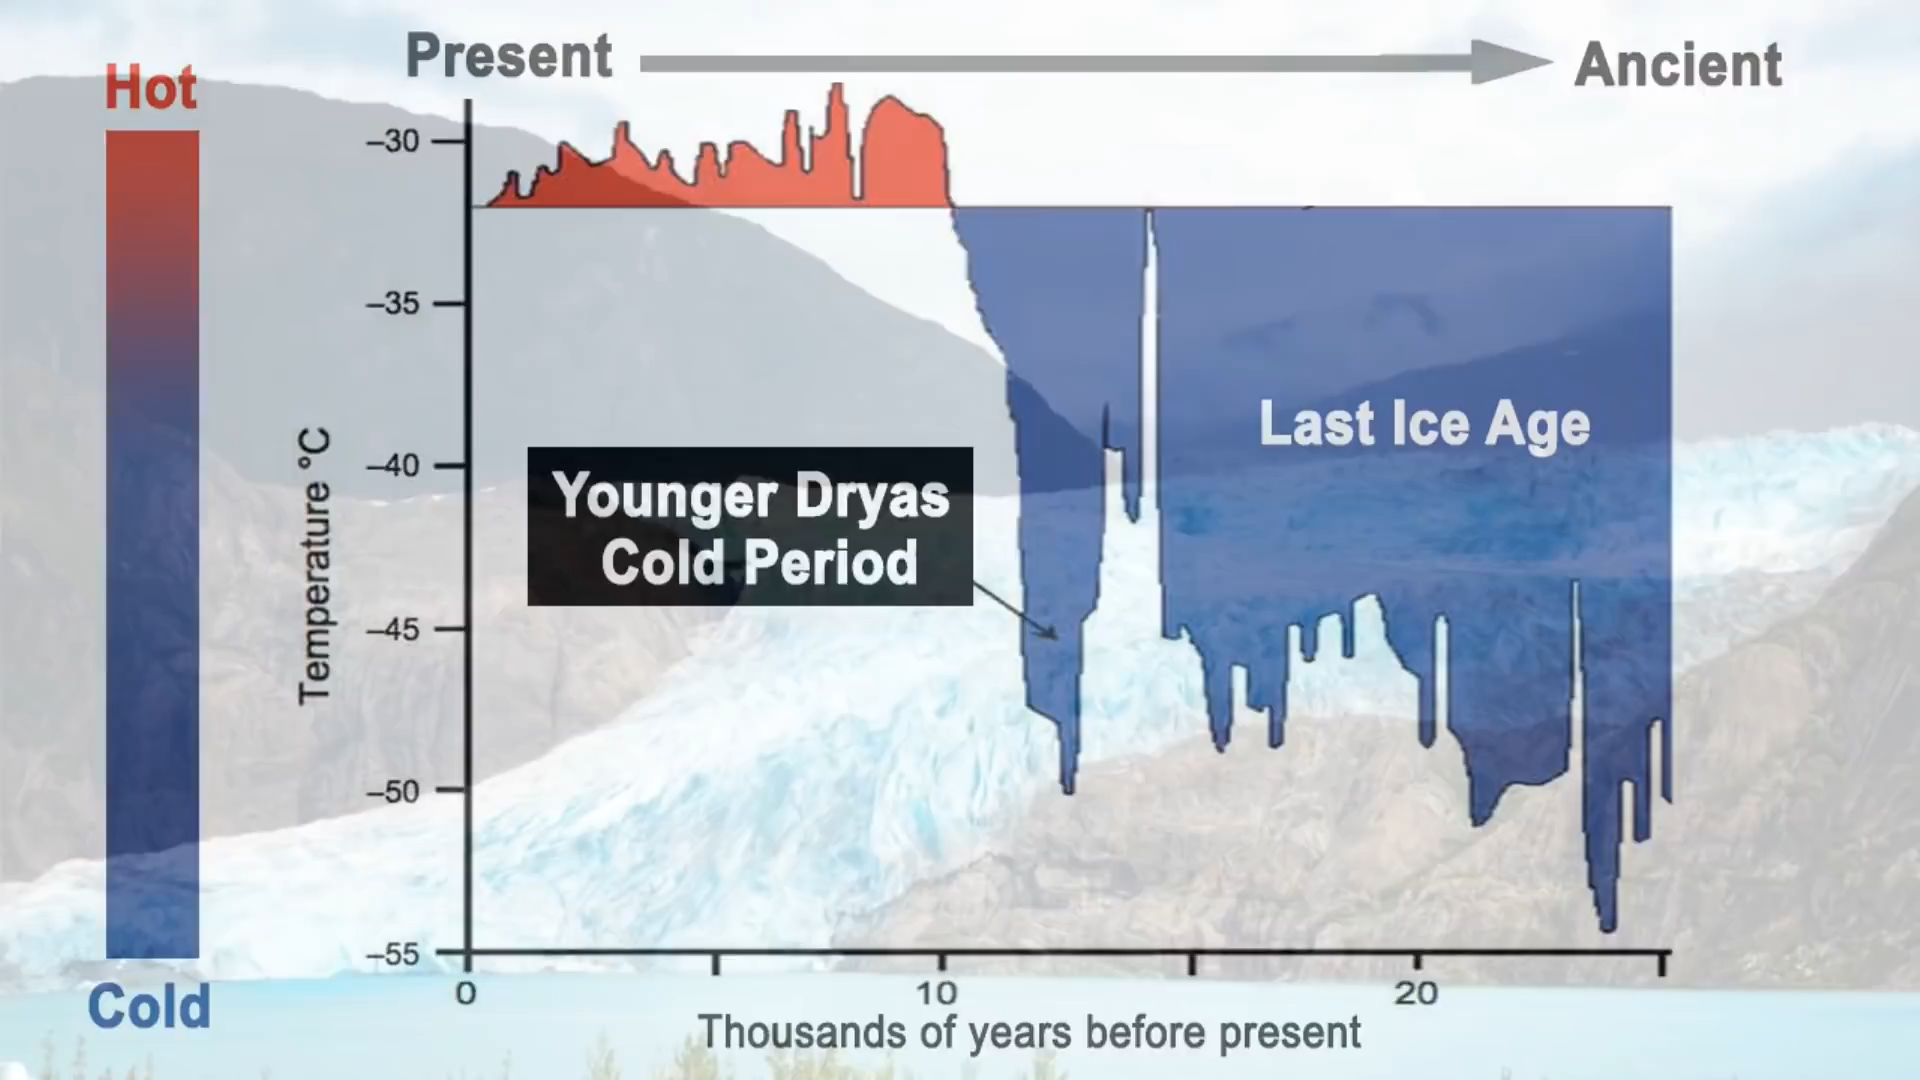 Present
Ancient
Hot
–30
–35
–40
–45
–50
–55
Temperature °C
Younger Dryas
Cold Period
Last Ice Age
Cold
0
10
20
Thousands of years before present